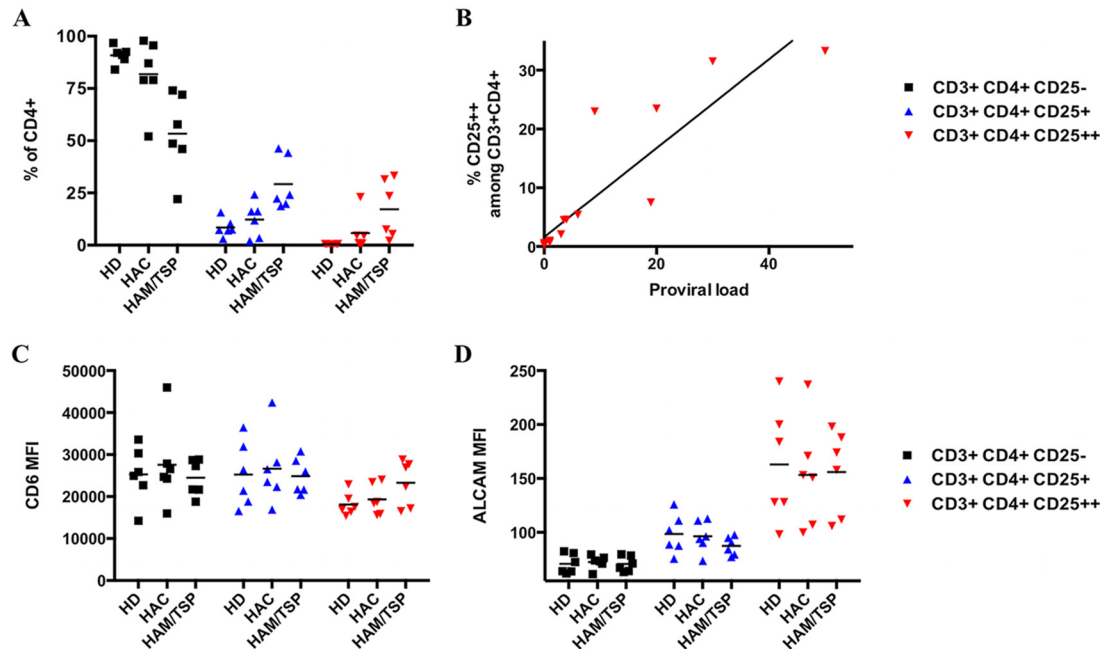 A
100
75
50
25
0
% of CD4+
HD
HAC
HAM/TSP
HD
HAC
HAM/TSP
HD
HAC
HAM/TSP
B
30
20
10
0
% CD25++
among CD3+CD4+
0
20
40
Proviral load
CD3+ CD4+ CD25-
CD3+ CD4+ CD25+
CD3+ CD4+ CD25++
C
50000
40000
30000
20000
10000
0
CD6 MFI
HD
HAC
HAM/TSP
HD
HAC
HAM/TSP
HD
HAC
HAM/TSP
D
250
200
150
100
ALCAM MFI
HD
HAC
HAM/TSP
HD
HAC
HAM/TSP
HD
HAC
HAM/TSP
CD3+ CD4+ CD25-
CD3+ CD4+ CD25+
CD3+ CD4+ CD25++